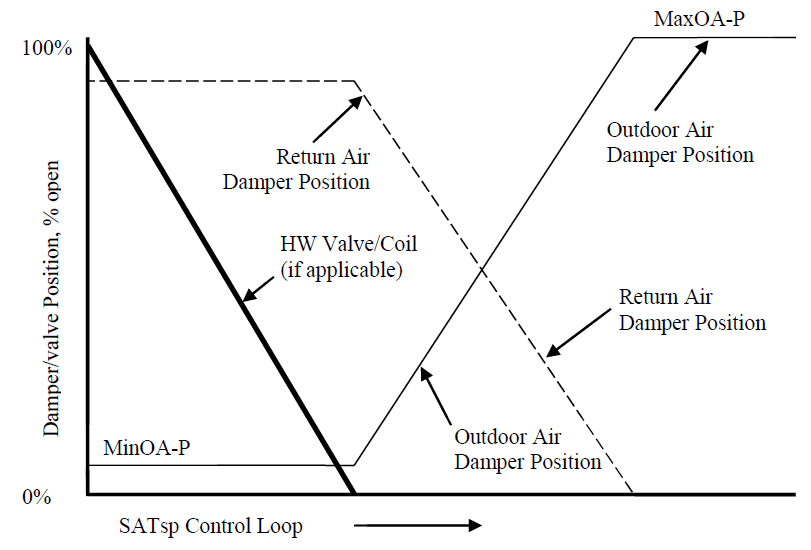 MaxOA-P
100%
Outdoor Air
Damper Position
Return Air
Damper Position
HW Valve/Coil
(if applicable)
Return Air
Damper Position
Damper/valve Position, % open
MinOA-P
Outdoor Air
Damper Position
0%
SATsp Control Loop